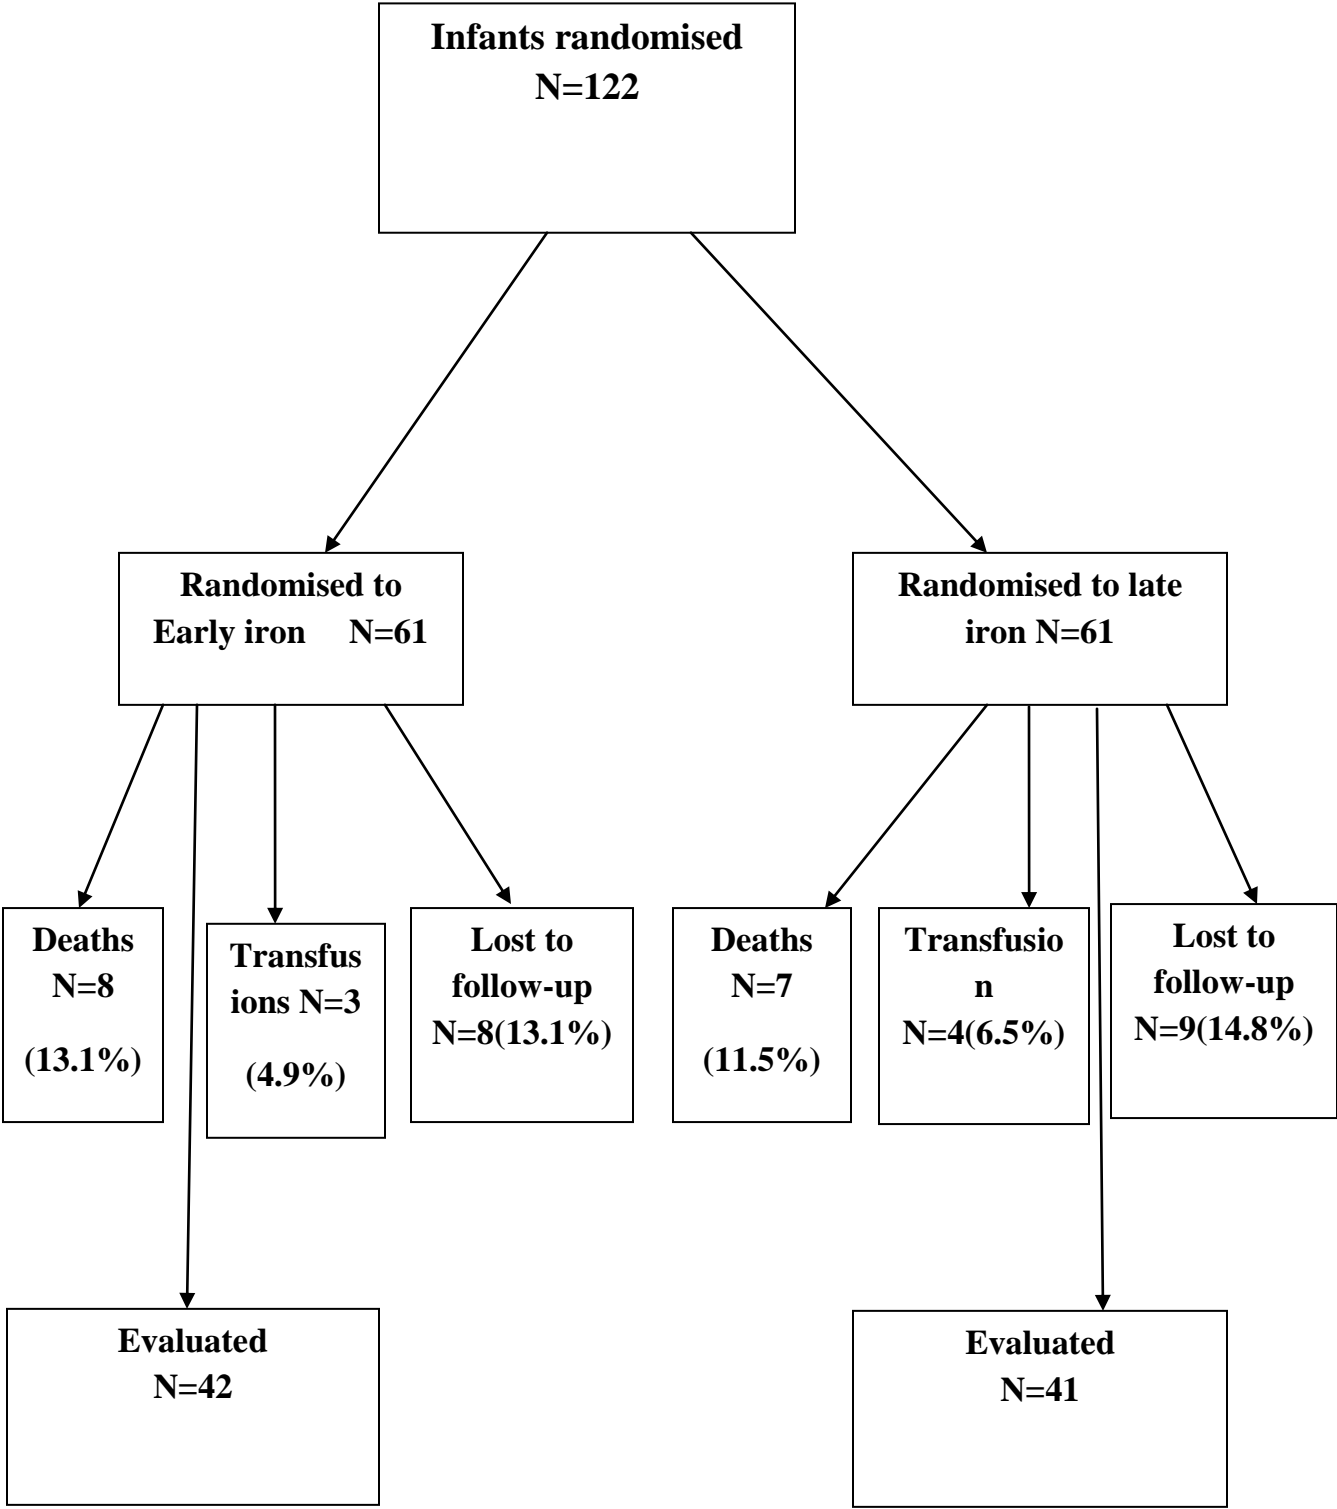 Infants randomised
N=122
Randomised to
Early iron N=61
Randomised to late
iron N=61
Deaths
N=8
(13.1%)
Transfus
ions N=3
(4.9%)
Lost to
follow-up
N=8(13.1%)
Deaths
N=7
(11.5%)
Transfusio
n
N=4(6.5%)
Lost to
follow-up
N=9(14.8%)
Evaluated
N=42
Evaluated
N=41